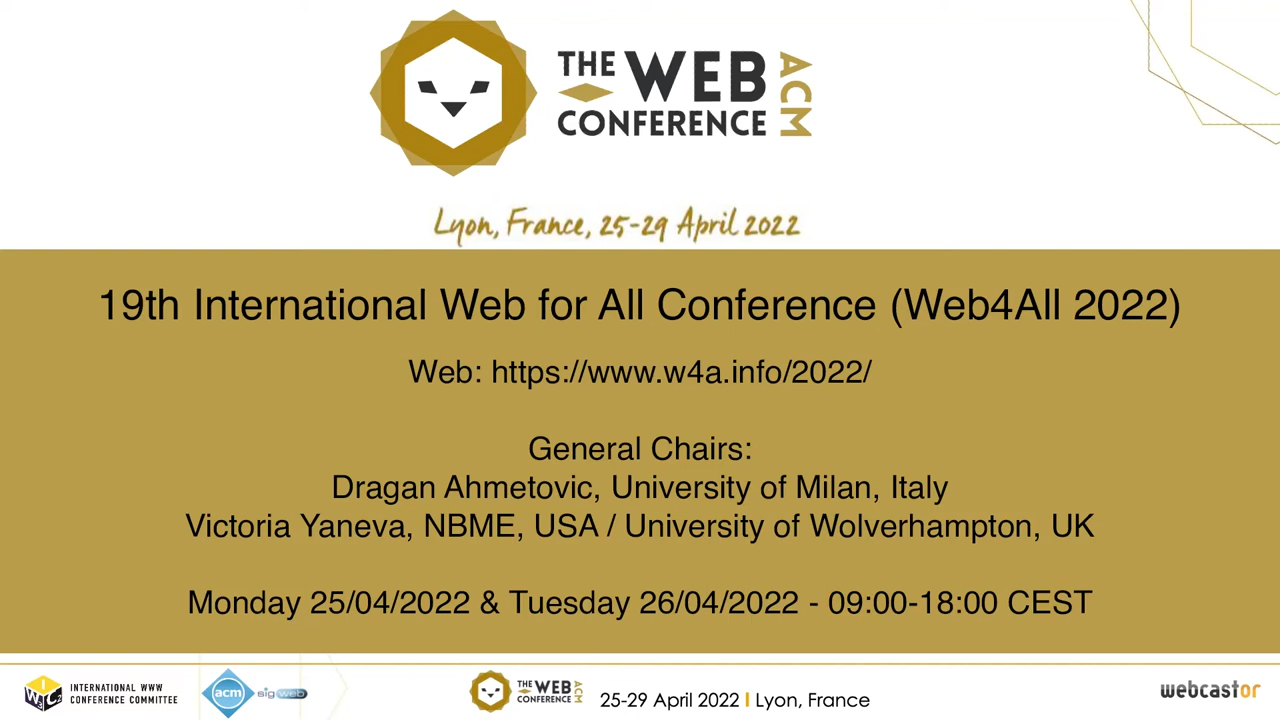 THE WEB CONFERENCE ACM
Lyon, France, 25-29 April 2022
19th International Web for All Conference (Web4All 2022)
Web: https://www.w4a.info/2022/
General Chairs:
Dragan Ahmetovic, University of Milan, Italy
Victoria Yaneva, NBME, USA / University of Wolverhampton, UK
Monday 25/04/2022 & Tuesday 26/04/2022 - 09:00-18:00 CEST
INTERNATIONAL WWW
CONFERENCE COMMITTEE
acm sigweb
THE WEB CONFERENCE ACM
25-29 April 2022 I Lyon, France
webcastor